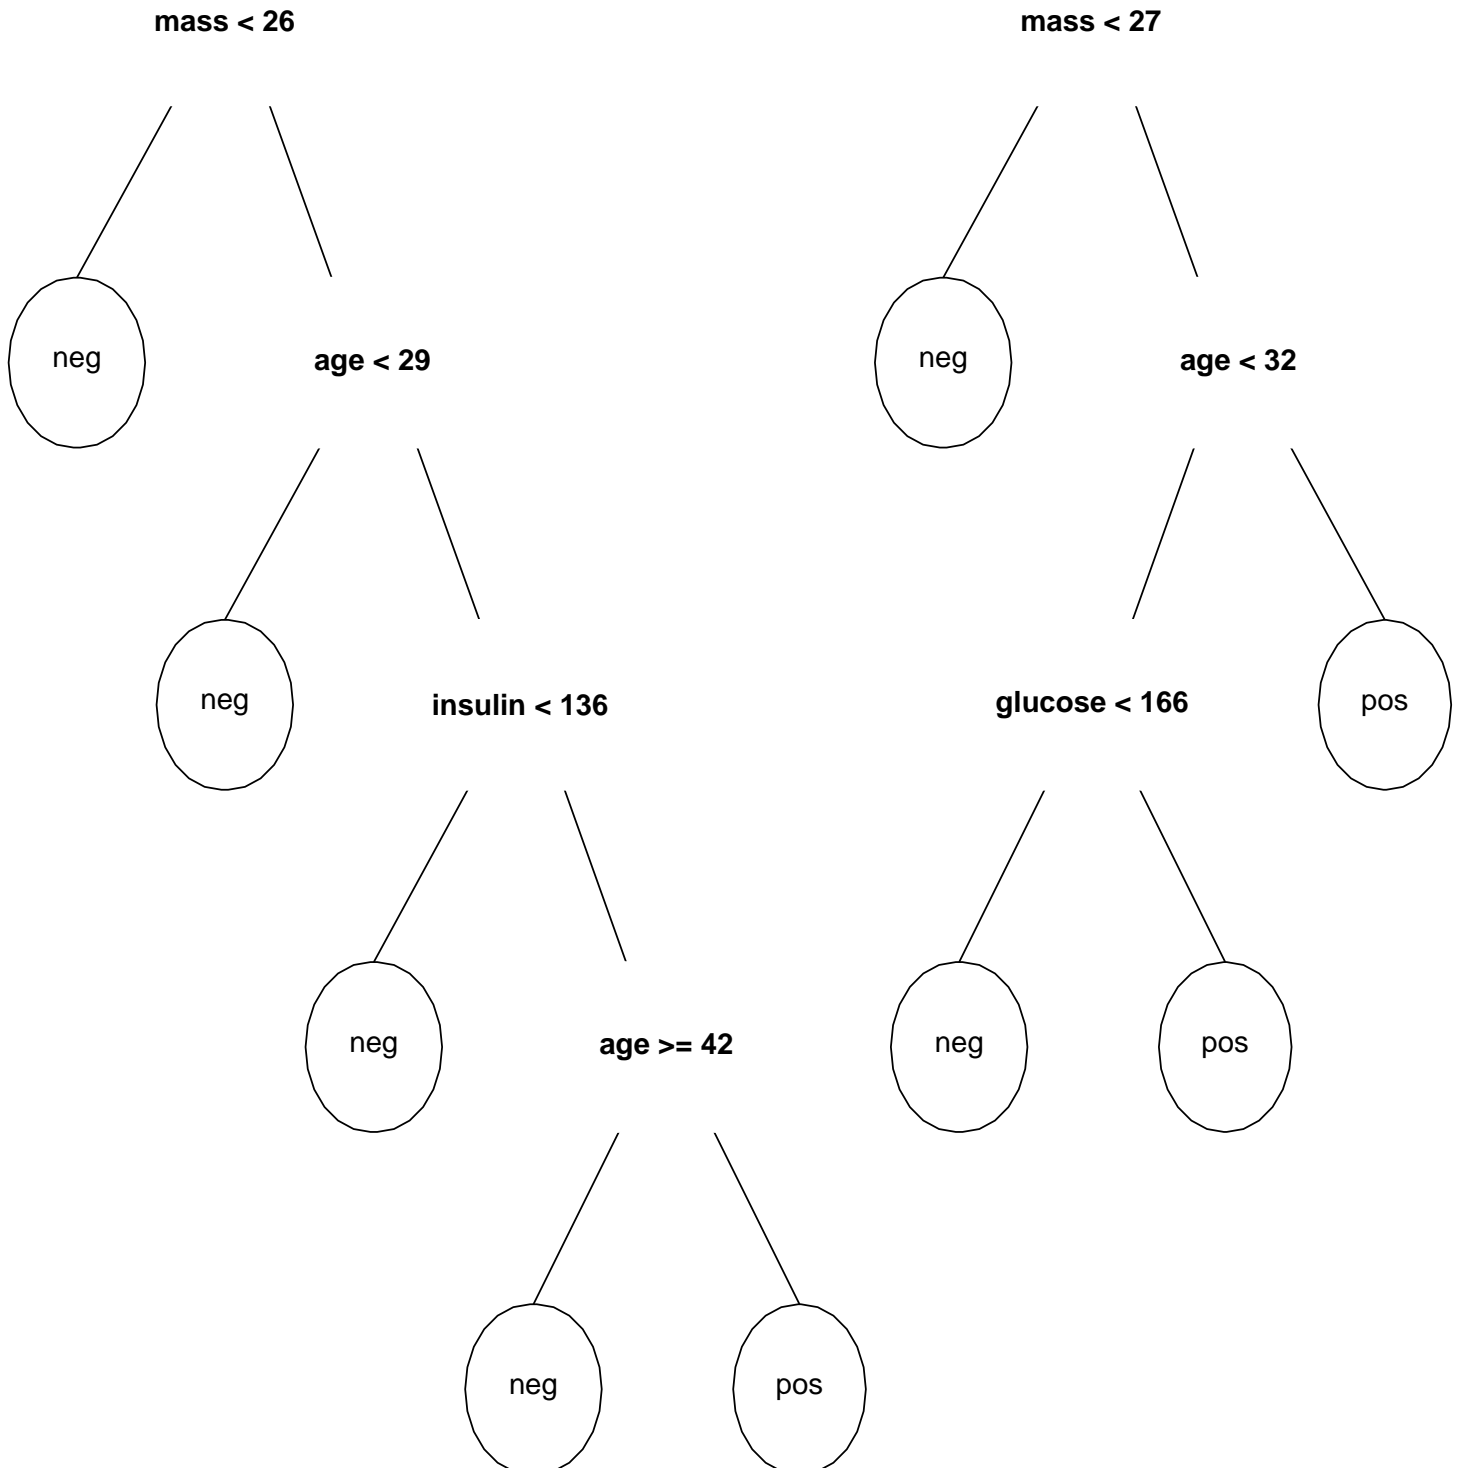 mass < 26
neg
age < 29
neg
insulin < 136
neg
age >= 42
neg
pos
mass < 27
neg
age < 32
glucose < 166
pos
neg
pos